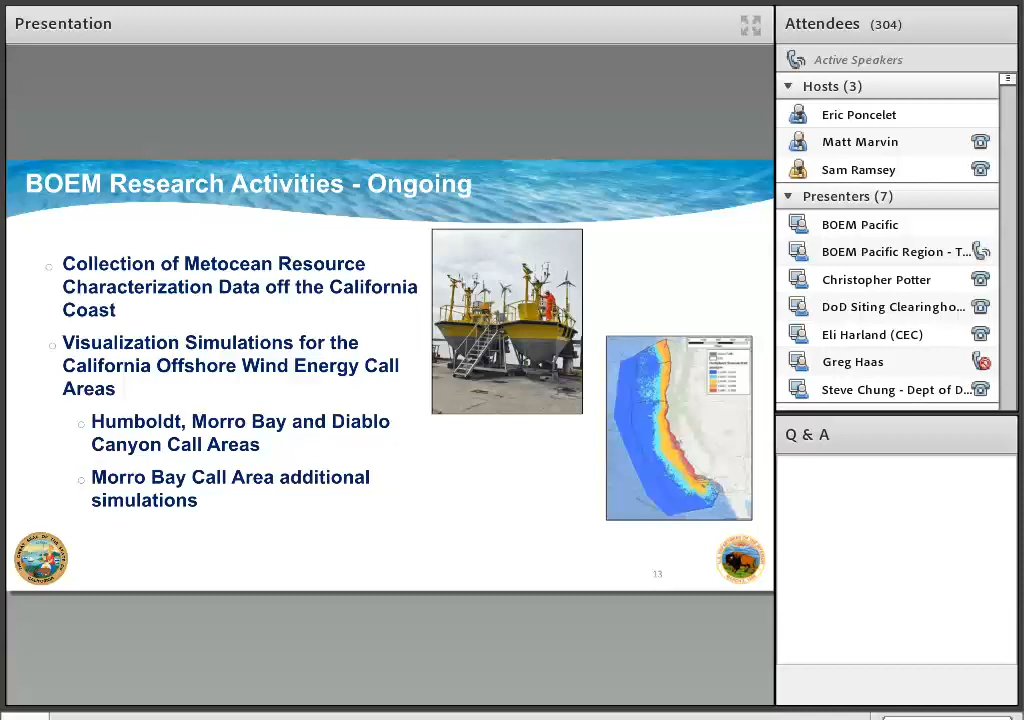 Presentation
BOEM Research Activities - Ongoing
Collection of Metocean Resource
Characterization Data off the California
Coast
Visualization Simulations for the
California Offshore Wind Energy Call
Areas
Humboldt, Morro Bay and Diablo
Canyon Call Areas
Morro Bay Call Area additional
simulations
13
Attendees (304)
Active Speakers
Hosts (3)
Eric Poncelet
Matt Marvin
Sam Ramsey
Presenters (7)
BOEM Pacific
BOEM Pacific Region - T...
Christopher Potter
DoD Siting Clearingho...
Eli Harland (CEC)
Greg Haas
Steve Chung - Dept of D...
Q & A